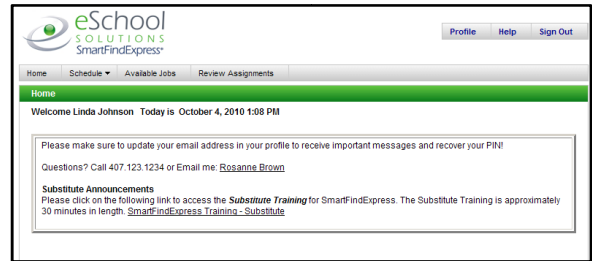 eSchool
SOLUTIONS
SmartFindExpress
Profile Help Sign Out
Home Schedule Available Jobs Review Assignments
Home
Welcome Linda Johnson Today is October 4, 2010 1:08 PM
Please make sure to update your email address in your profile to receive important messages and recover your PIN!
Questions? Call 407.123.1234 or Email me: Rosanne Brown
Substitute Announcements
Please click on the following link to access the Substitute Training for SmartFindExpress. The Substitute Training is approximately
30 minutes in length. SmartFindExpress Training - Substitute